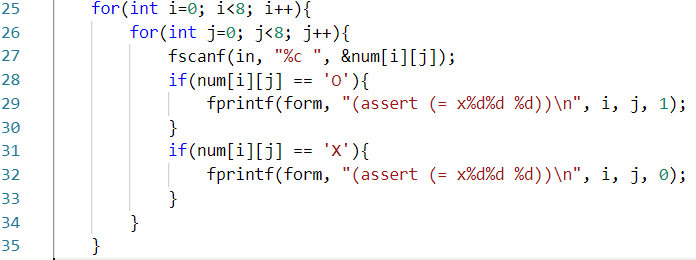 25 for(int i=0; i<8; i++){
26 for(int j=0; j<8; j++){
27 fscanf(in, "%c ", &num[i][j]);
28 if(num[i][j] == 'O'){
29 fprintf(form, "(assert (= x%d%d %d))\n", i, j, 1);
30 }
31 if(num[i][j] == 'X'){
32 fprintf(form, "(assert (= x%d%d %d))\n", i, j, 0);
33 }
34 }
35 }